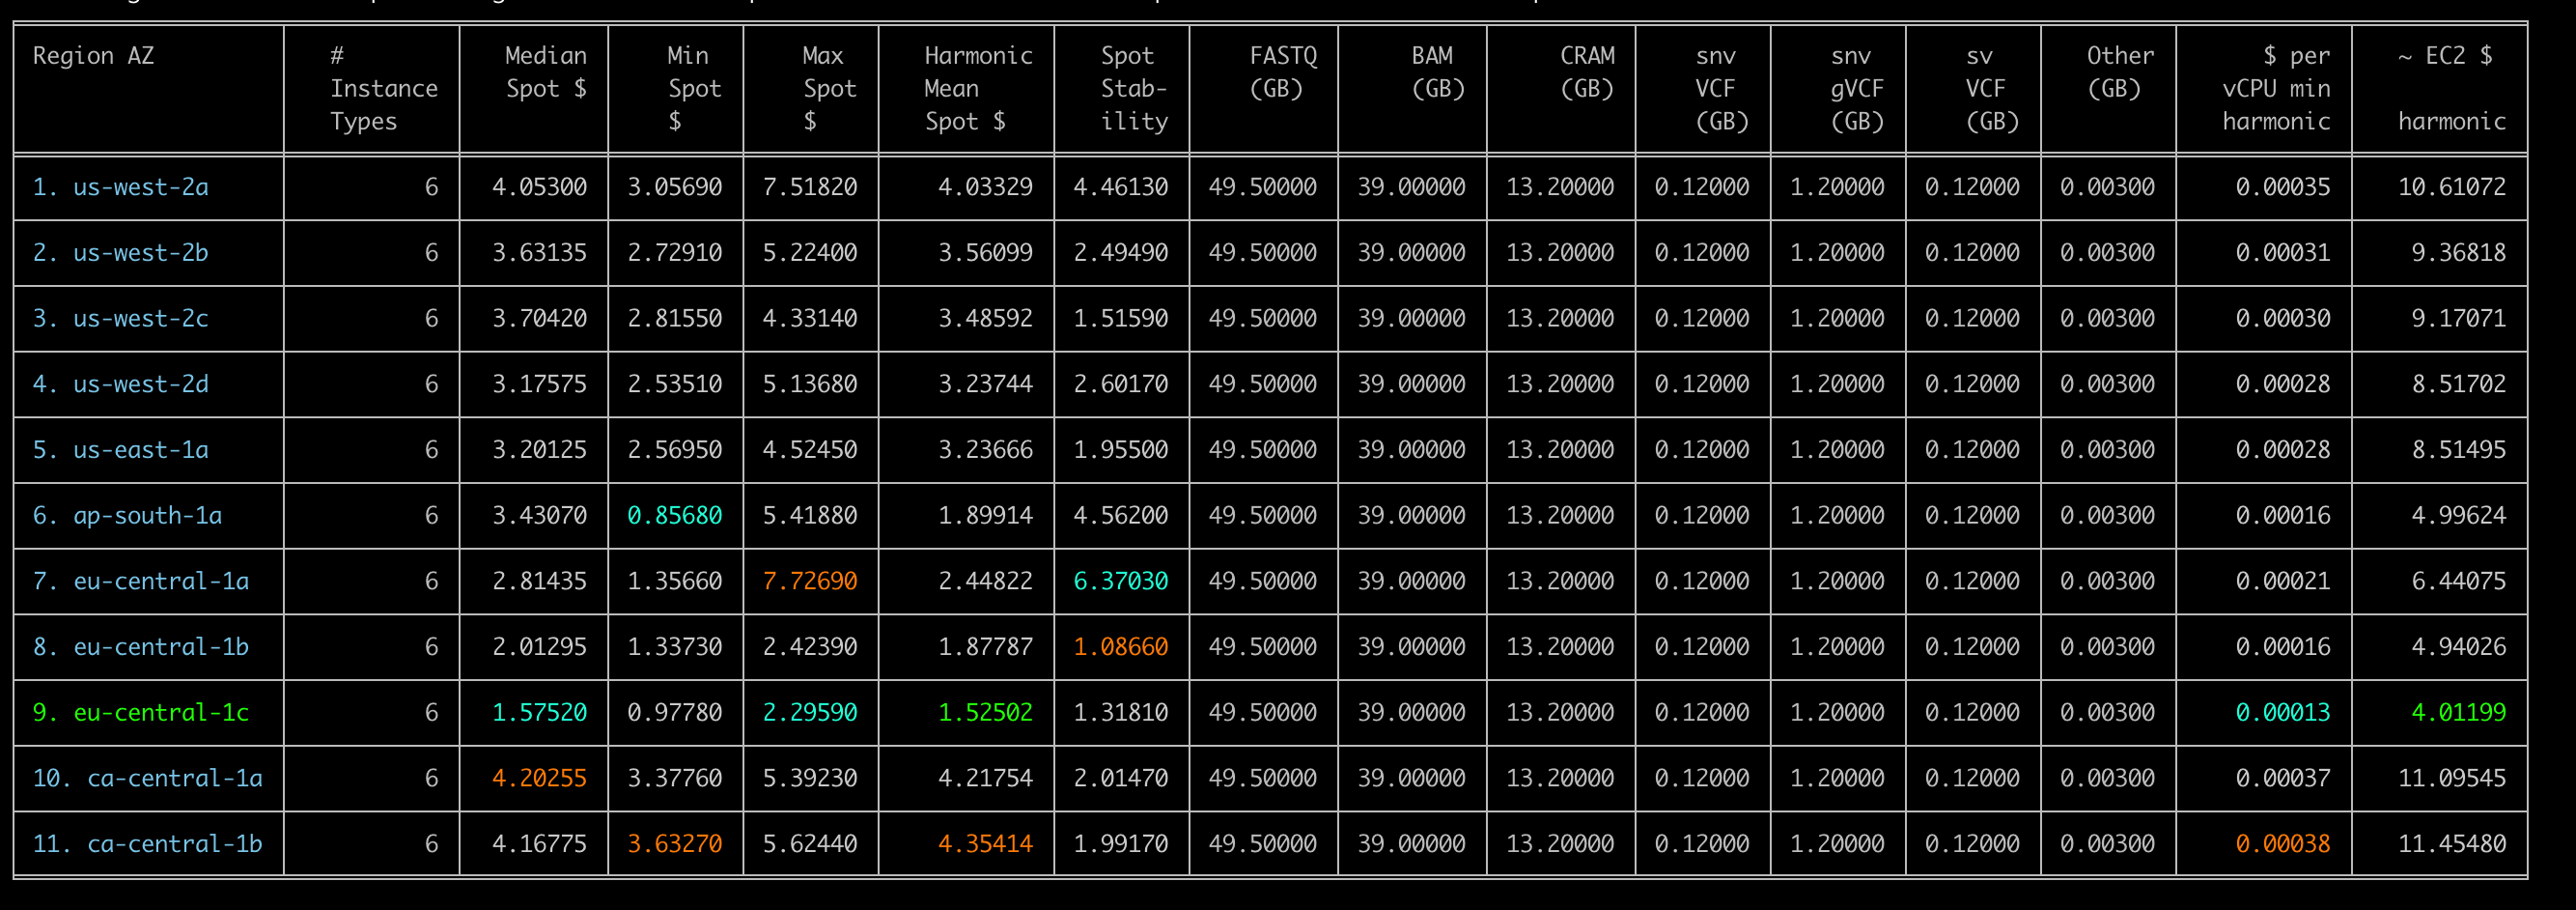 Region AZ # Instance Types Median Spot $ Min Spot $ Max Spot $ Harmonic Mean Spot $ Spot Stab-ility FASTQ (GB) BAM (GB) CRAM (GB) snv VCF (GB) snv gVCF (GB) sv VCF (GB) Other (GB) $ per vCPU min harmonic ~ EC2 $ harmonic
1. us-west-2a 6 4.05300 3.05690 7.51820 4.03329 4.46130 49.50000 39.00000 13.20000 0.12000 1.20000 0.12000 0.00300 0.00035 10.61072
2. us-west-2b 6 3.63135 2.72910 5.22400 3.56099 2.49490 49.50000 39.00000 13.20000 0.12000 1.20000 0.12000 0.00300 0.00031 9.36818
3. us-west-2c 6 3.70420 2.81550 4.33140 3.48592 1.51590 49.50000 39.00000 13.20000 0.12000 1.20000 0.12000 0.00300 0.00030 9.17071
4. us-west-2d 6 3.17575 2.53510 5.13680 3.23744 2.60170 49.50000 39.00000 13.20000 0.12000 1.20000 0.12000 0.00300 0.00028 8.51702
5. us-east-1a 6 3.20125 2.56950 4.52450 3.23666 1.95500 49.50000 39.00000 13.20000 0.12000 1.20000 0.12000 0.00300 0.00028 8.51495
6. ap-south-1a 6 3.43070 0.85680 5.41880 1.89914 4.56200 49.50000 39.00000 13.20000 0.12000 1.20000 0.12000 0.00300 0.00016 4.99624
7. eu-central-1a 6 2.81435 1.35660 7.72690 2.44822 6.37030 49.50000 39.00000 13.20000 0.12000 1.20000 0.12000 0.00300 0.00021 6.44075
8. eu-central-1b 6 2.01295 1.33730 2.42390 1.87787 1.08660 49.50000 39.00000 13.20000 0.12000 1.20000 0.12000 0.00300 0.00016 4.94026
9. eu-central-1c 6 1.57520 0.97780 2.29590 1.52502 1.31810 49.50000 39.00000 13.20000 0.12000 1.20000 0.12000 0.00300 0.00013 4.01199
10. ca-central-1a 6 4.20255 3.37760 5.39230 4.21754 2.01470 49.50000 39.00000 13.20000 0.12000 1.20000 0.12000 0.00300 0.00037 11.09545
11. ca-central-1b 6 4.16775 3.63270 5.62440 4.35414 1.99170 49.50000 39.00000 13.20000 0.12000 1.20000 0.12000 0.00300 0.00038 11.45480